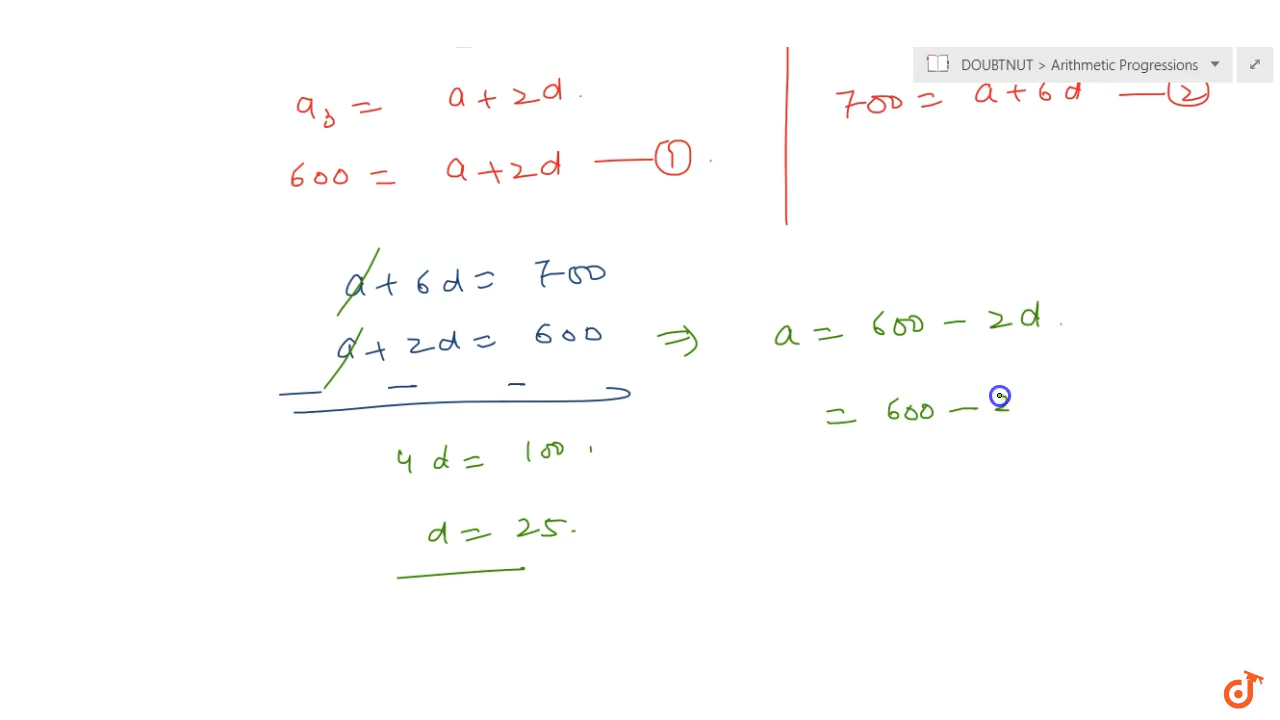 DOUBTNUT > Arithmetic Progressions
a3 = a + 2d.
600 = a + 2d —— ①
700 = a + 6d —— ②
a + 6d = 700
a + 2d = 600 ⇒ a = 600 - 2d.
— — —
= 600 - 2
4d = 100.
d = 25.